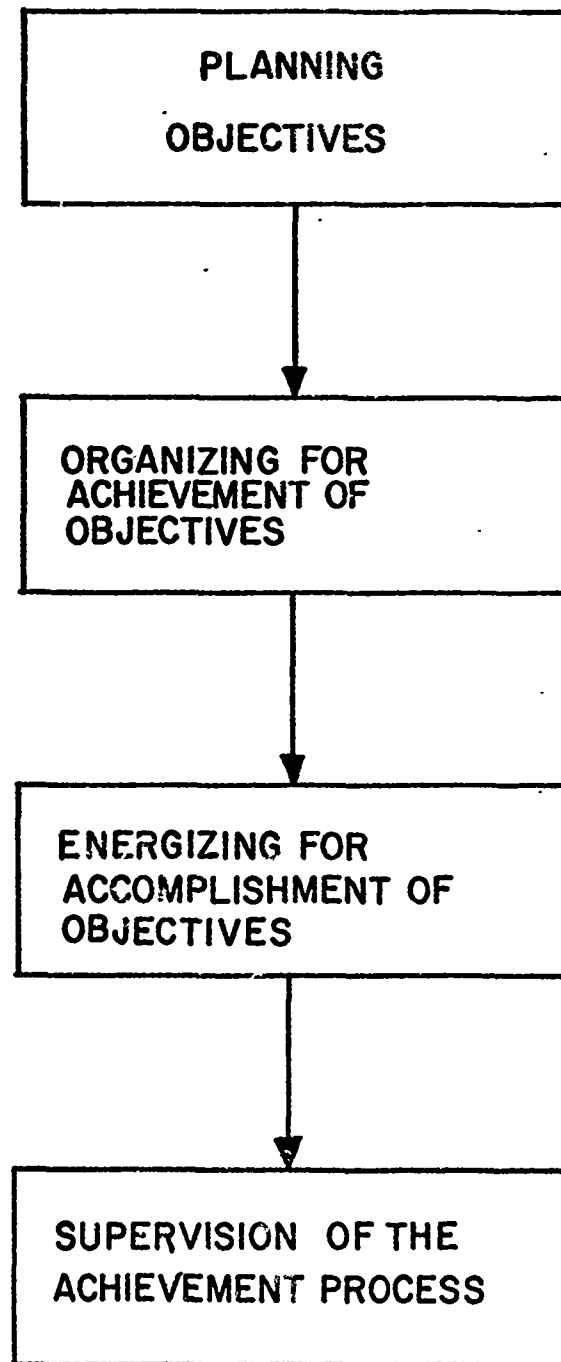 PLANNING
OBJECTIVES
ORGANIZING FOR
ACHIEVEMENT OF
OBJECTIVES
ENERGIZING FOR
ACCOMPLISHMENT OF
OBJECTIVES
SUPERVISION OF THE
ACHIEVEMENT PROCESS